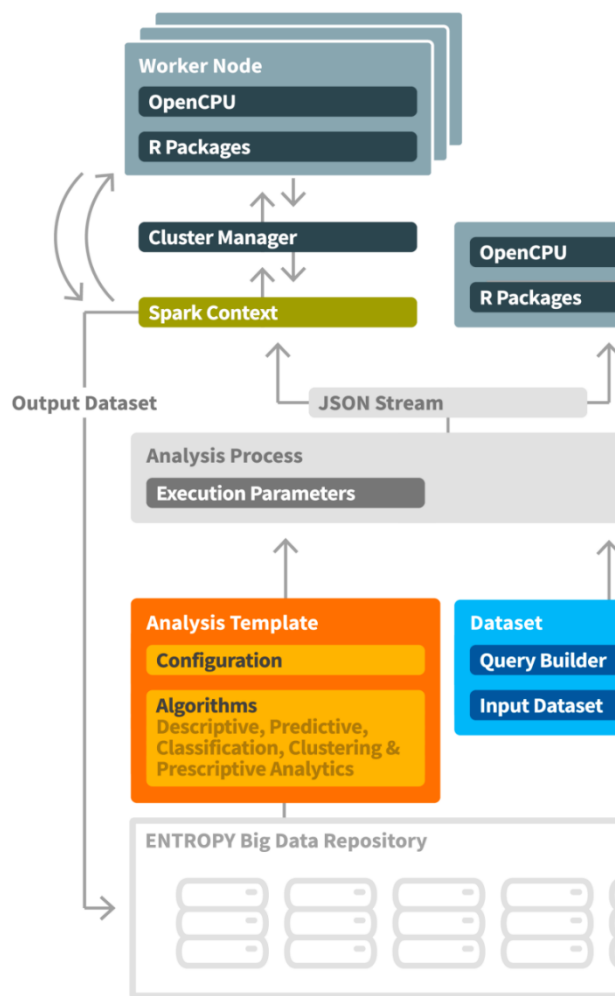 Worker Node
OpenCPU
R Packages
Cluster Manager
OpenCPU
R Packages
Spark Context
Output Dataset
JSON Stream
Analysis Process
Execution Parameters
Analysis Template
Configuration
Algorithms
Descriptive, Predictive,
Classification, Clustering &
Prescriptive Analytics
Dataset
Query Builder
Input Dataset
ENTROPY Big Data Repository